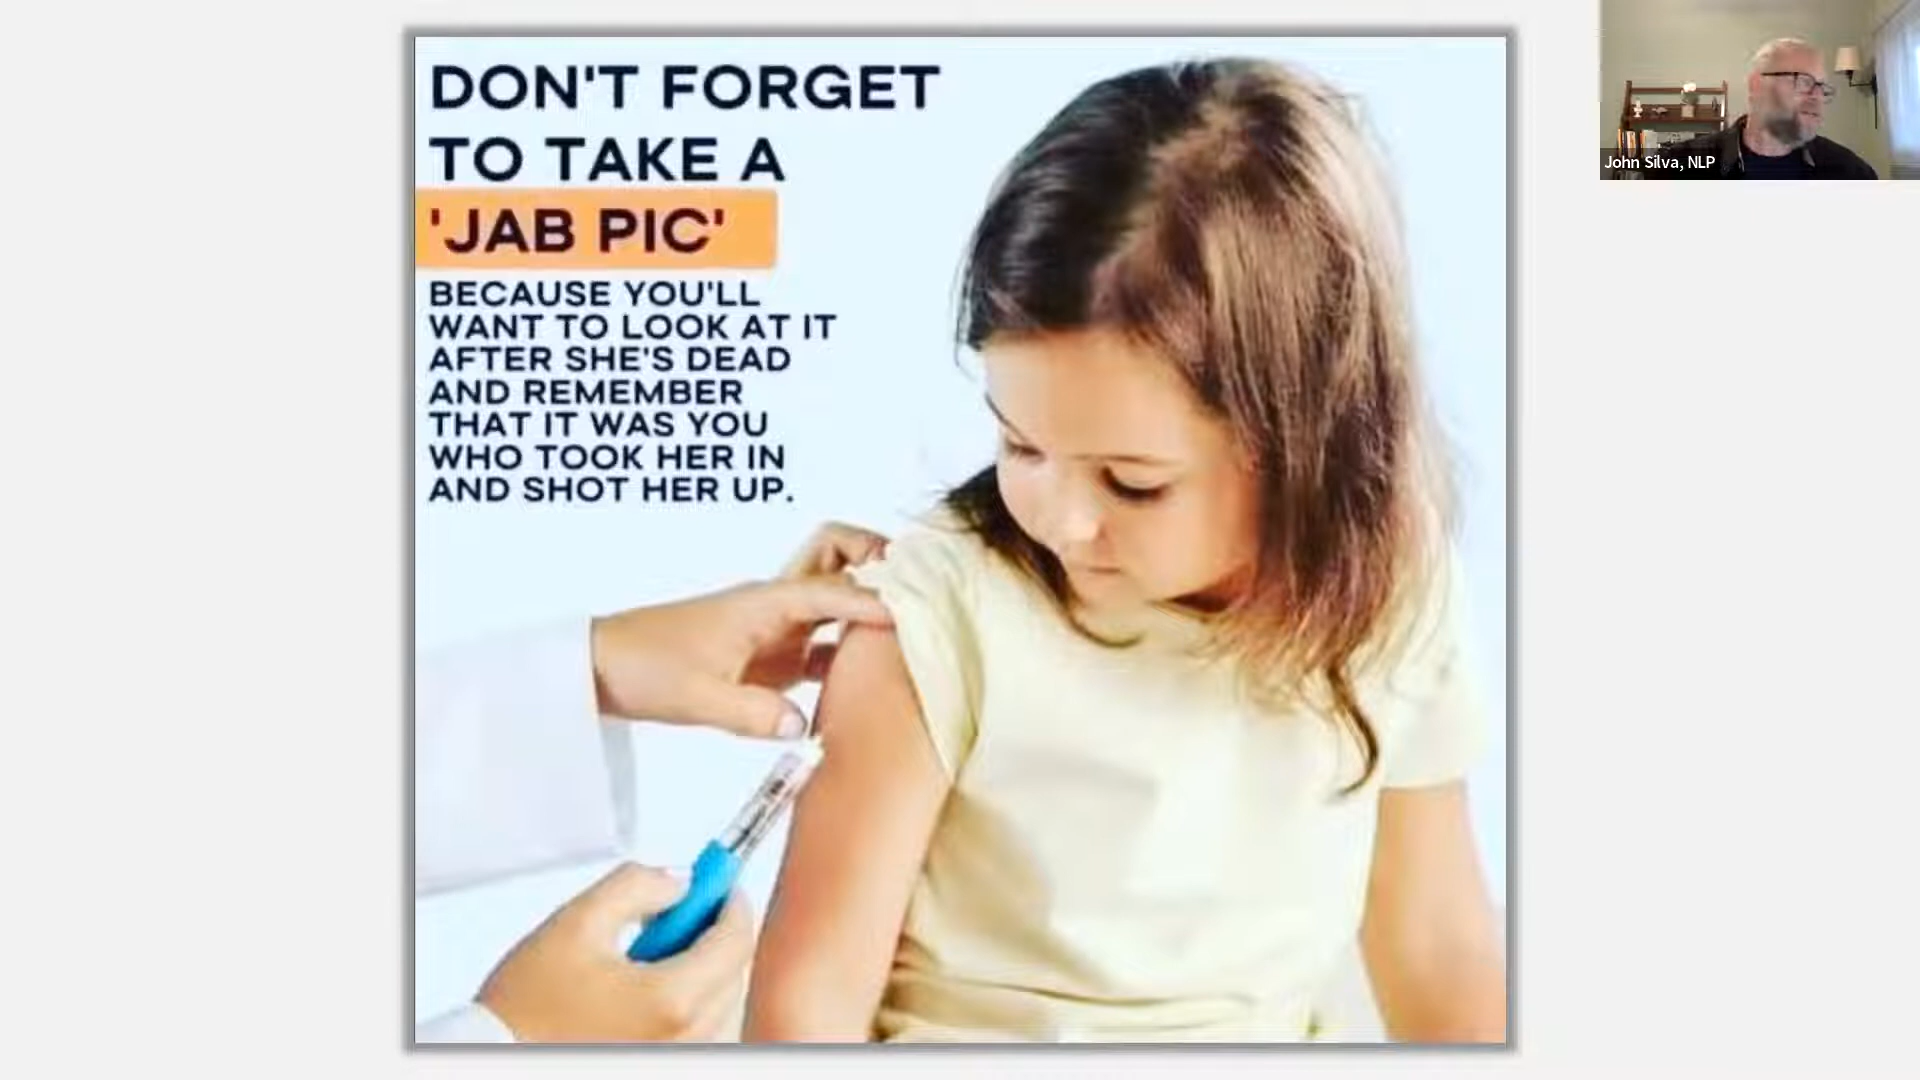 DON'T FORGET
TO TAKE A
'JAB PIC'
BECAUSE YOU'LL
WANT TO LOOK AT IT
AFTER SHE'S DEAD
AND REMEMBER
THAT IT WAS YOU
WHO TOOK HER IN
AND SHOT HER UP.
John Silva, NLP